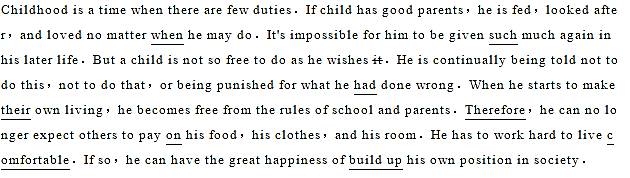 Childhood is a time when there are few duties. If child has good parents, he is fed, looked afte
r, and loved no matter when he may do. It's impossible for him to be given such much again in
his later life. But a child is not so free to do as he wishes it. He is continually being told not to
do this, not to do that, or being punished for what he had done wrong. When he starts to make
their own living, he becomes free from the rules of school and parents. Therefore, he can no lo
nger expect others to pay on his food, his clothes, and his room. He has to work hard to live c
omfortable. If so, he can have the great happiness of build up his own position in society.